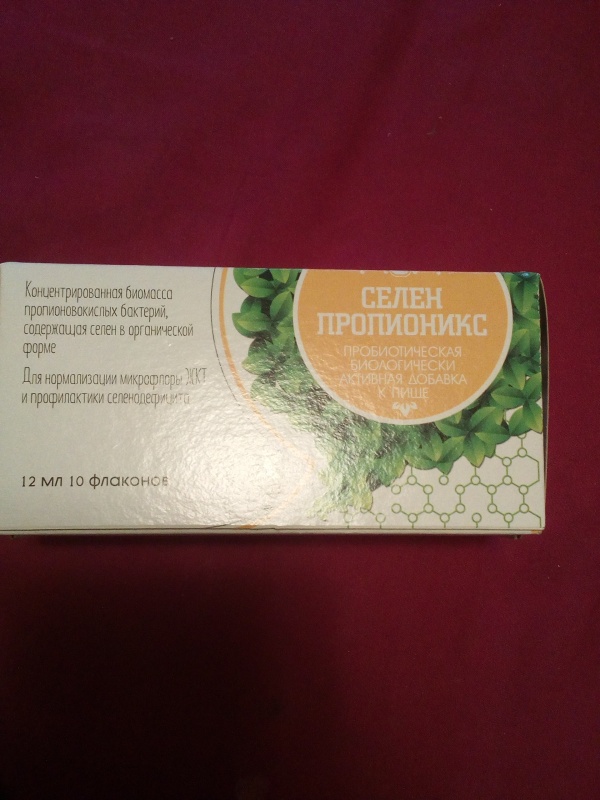 Концентрированная биомасса
пропионовокислых бактерий,
содержащая селен в органической
форме
Для нормализации микрофлоры ЖКТ
и профилактики селенодефицита
12 мл 10 флаконов
СЕЛЕН
ПРОПИОНИКС
ПРОБИОТИЧЕСКАЯ
БИОЛОГИЧЕСКИ
АКТИВНАЯ ДОБАВКА
К ПИЩЕ